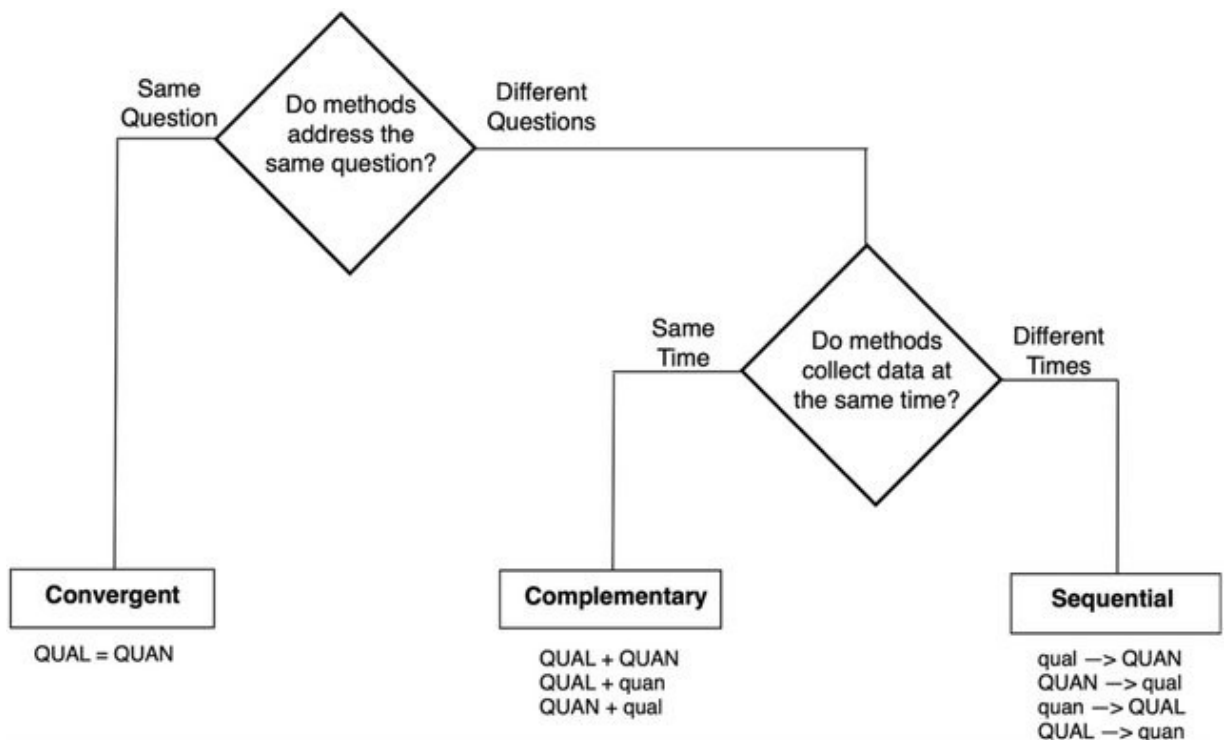 Same
Question
Do methods
address the
same question?
Different
Questions
Same
Time
Do methods
collect data at
the same time?
Different
Times
Convergent
QUAL = QUAN
Complementary
QUAL + QUAN
QUAL + quan
QUAN + qual
Sequential
qual —> QUAN
QUAN —> qual
quan —> QUAL
QUAL —> quan